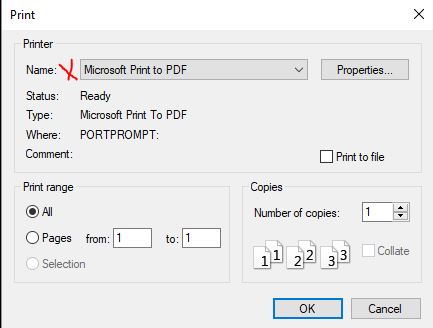 Print
Printer
Name: Microsoft Print to PDF Properties...
Status: Ready
Type: Microsoft Print To PDF
Where: PORTPROMPT:
Comment: Print to file
Print range
All
Pages from: 1 to: 1
Selection
Copies
Number of copies: 1
1 1 2 2 3 3 Collate
OK Cancel